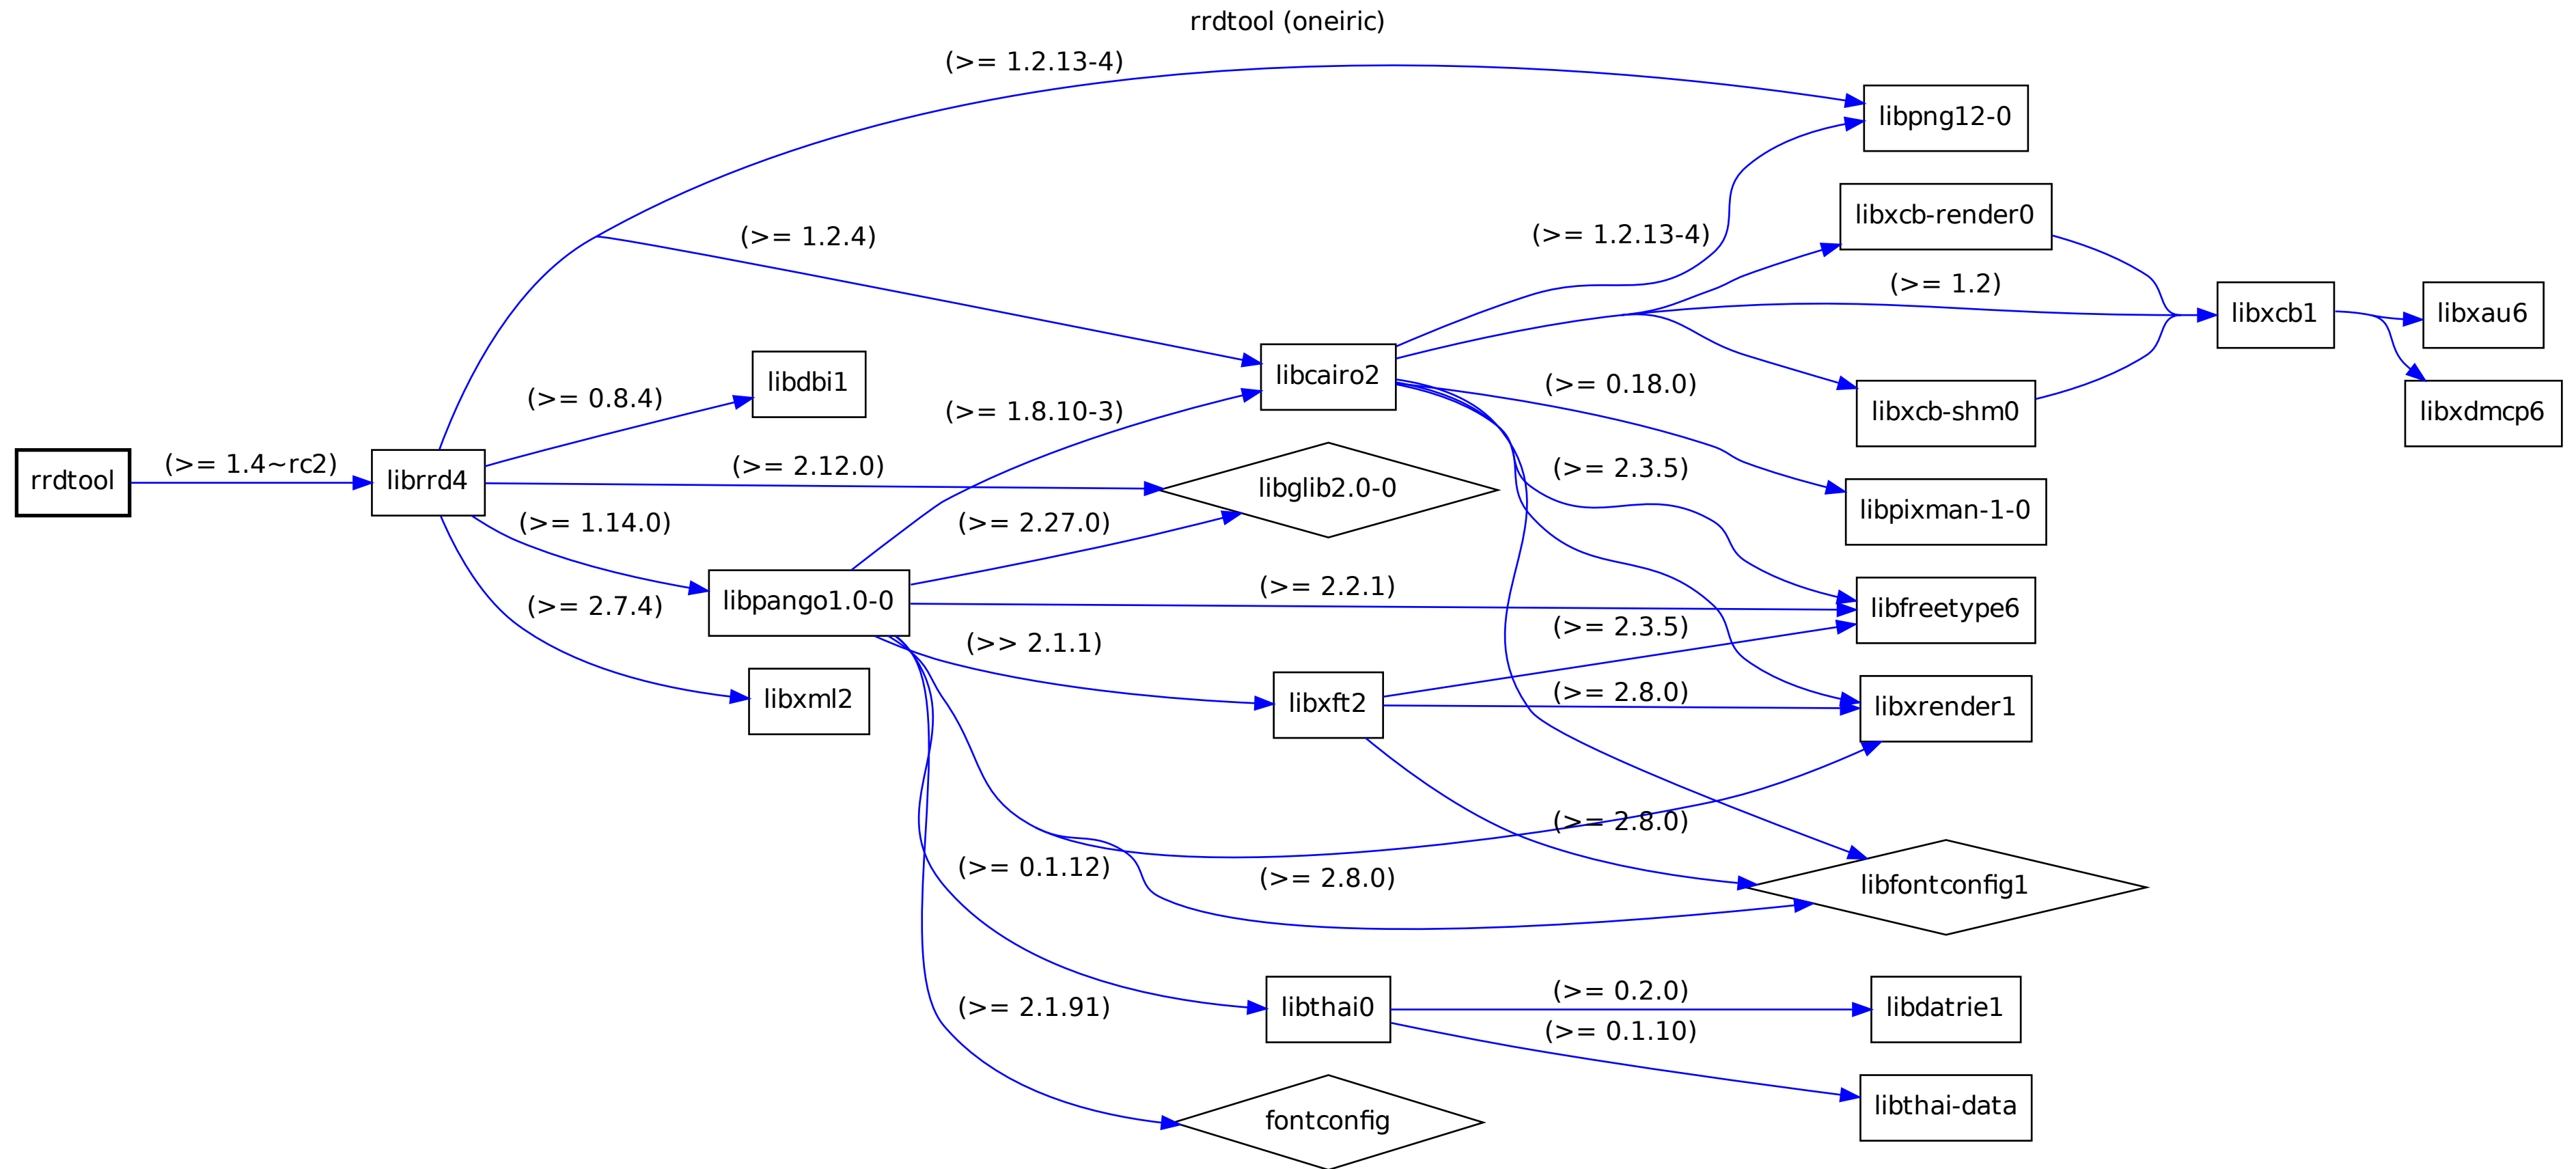 rrdtool (oneiric)
(>= 1.2.13-4)
libpng12-0
libxcb-render0
(>= 1.2.4)
(>= 1.2.13-4)
(>= 1.2)
libxcb1
libxau6
libcairo2
libdbi1
(>= 0.8.4)
(>= 0.18.0)
libxcb-shm0
libxdmcp6
(>= 1.8.10-3)
rrdtool
(>= 1.4~rc2)
librrd4
(>= 2.12.0)
libglib2.0-0
(>= 2.3.5)
libpixman-1-0
(>= 1.14.0)
(>= 2.27.0)
libpango1.0-0
(>= 2.7.4)
(>= 2.2.1)
libfreetype6
(>= 2.3.5)
(>> 2.1.1)
libxml2
libxft2
(>= 2.8.0)
libxrender1
(>= 2.8.0)
(>= 0.1.12)
(>= 2.8.0)
libfontconfig1
(>= 2.1.91)
libthai0
(>= 0.2.0)
libdatrie1
(>= 0.1.10)
libthai-data
fontconfig